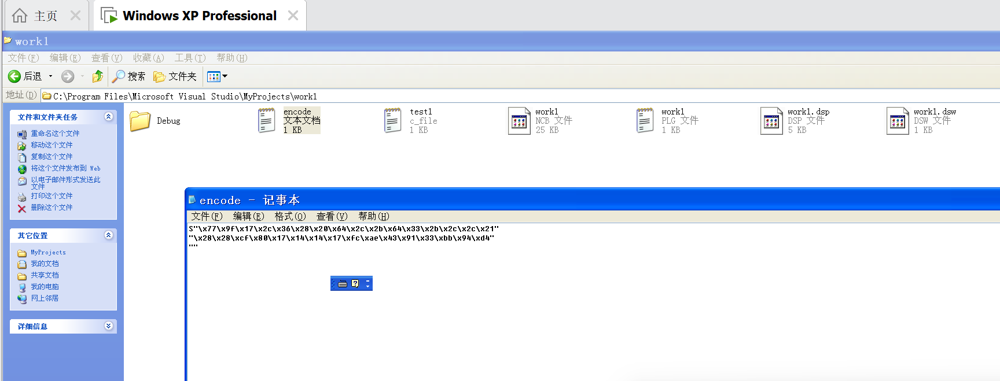 主页
Windows XP Professional
work1
文件(F) 编辑(E) 查看(V) 收藏(A) 工具(T) 帮助(H)
后退 搜索 文件夹
地址(D) C:\Program Files\Microsoft Visual Studio\MyProjects\work1
文件和文件夹任务
重命名这个文件
移动这个文件
复制这个文件
将这个文件发布到 Web
以电子邮件形式发送此
文件
打印这个文件
删除这个文件
其它位置
MyProjects
我的文档
共享文档
我的电脑
网上邻居
详细信息
Debug
encode
文本文档
1 KB
test1
c_file
1 KB
work1
NCB 文件
25 KB
work1
PLG 文件
1 KB
work1.dsp
DSP 文件
5 KB
work1.dsw
DSW 文件
1 KB
encode - 记事本
文件(F) 编辑(E) 格式(O) 查看(V) 帮助(H)
S"\x77\x9f\x17\x2c\x36\x28\x20\x64\x2c\x2b\x64\x33\x2b\x2c\x2c\x21"
"\x28\x28\xcf\x80\x17\x14\x14\x17\xfc\xae\x43\x91\x33\xbb\x94\xd4"
""